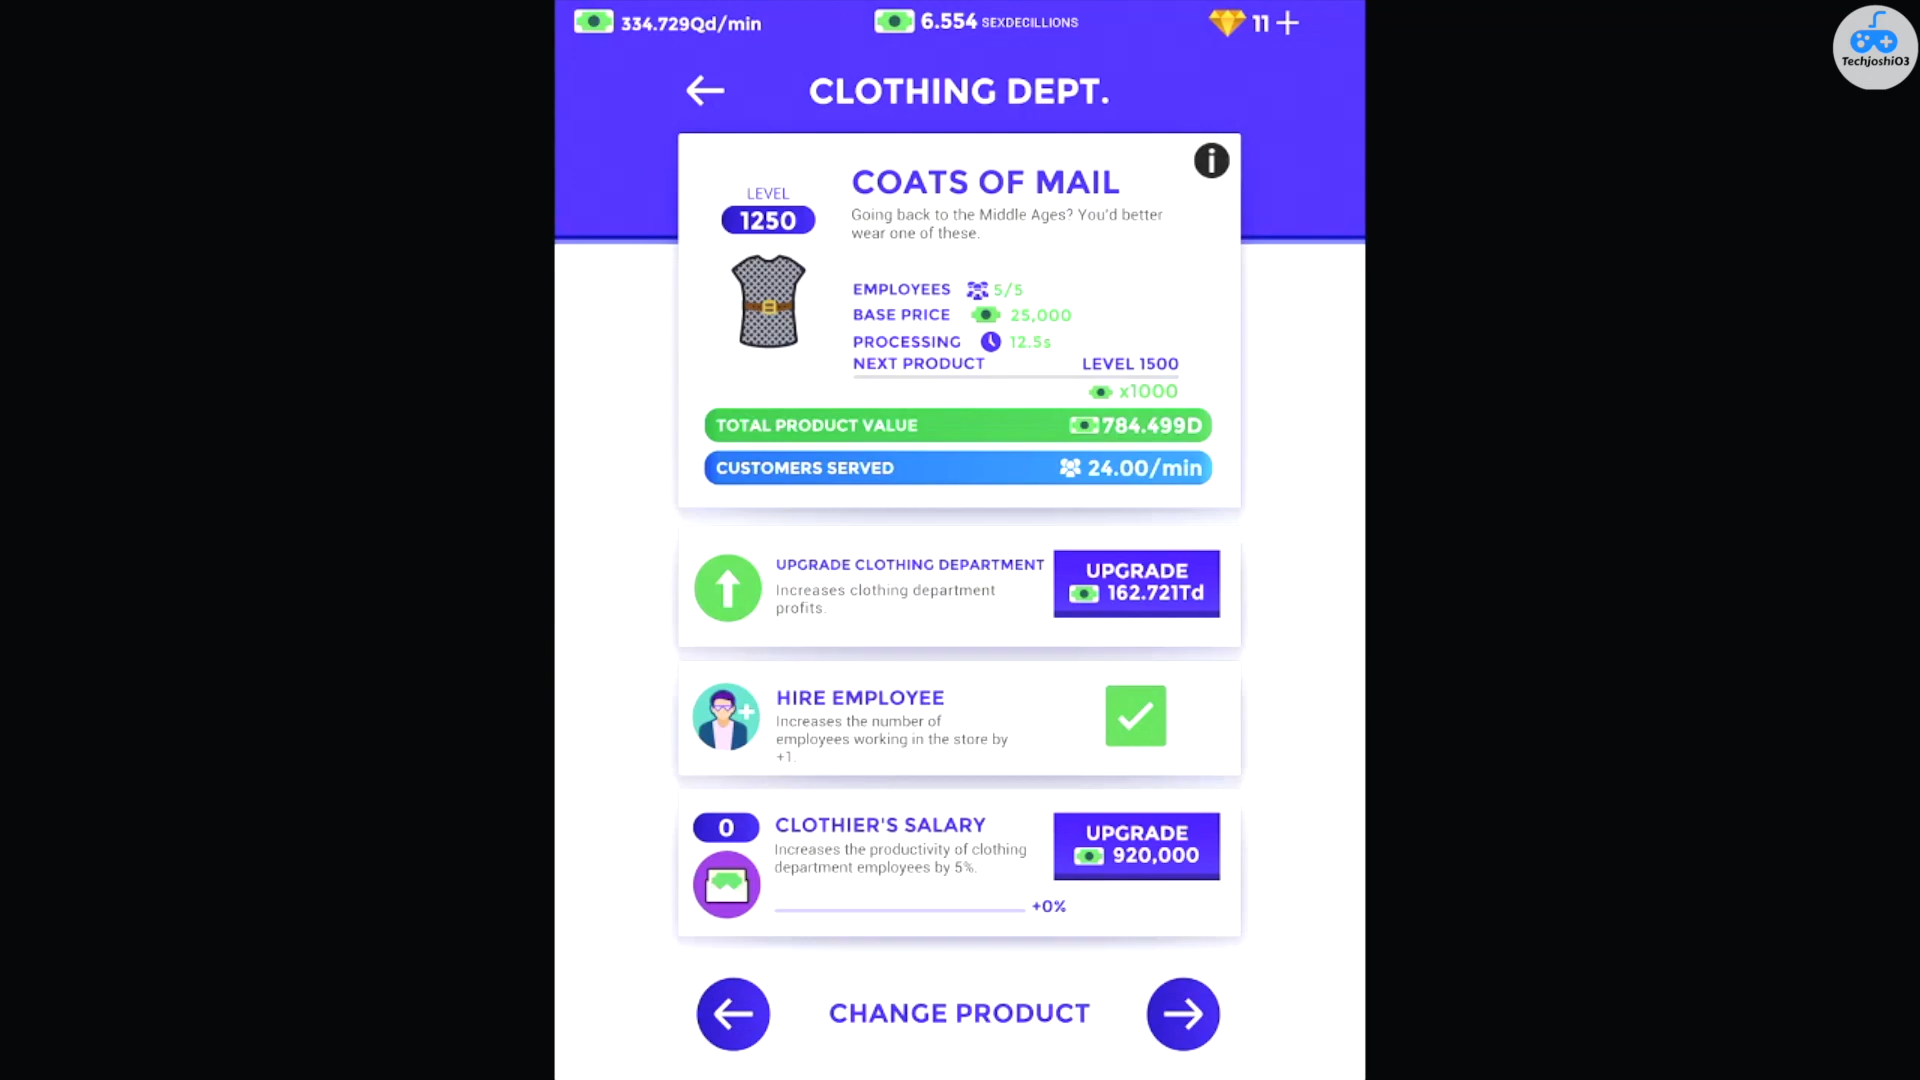 334.729Qd/min
6.554 SEXDECILLIONS
11
Techjoshi03
CLOTHING DEPT.
LEVEL
1250
COATS OF MAIL
Going back to the Middle Ages? You'd better
wear one of these.
EMPLOYEES 5/5
BASE PRICE 25,000
PROCESSING 12.5s
NEXT PRODUCT LEVEL 1500
x1000
TOTAL PRODUCT VALUE 784.499D
CUSTOMERS SERVED 24.00/min
UPGRADE CLOTHING DEPARTMENT
Increases clothing department
profits.
UPGRADE
162.721Td
HIRE EMPLOYEE
Increases the number of
employees working in the store by
+1.
0
CLOTHIER'S SALARY
Increases the productivity of clothing
department employees by 5%.
+0%
UPGRADE
920,000
CHANGE PRODUCT